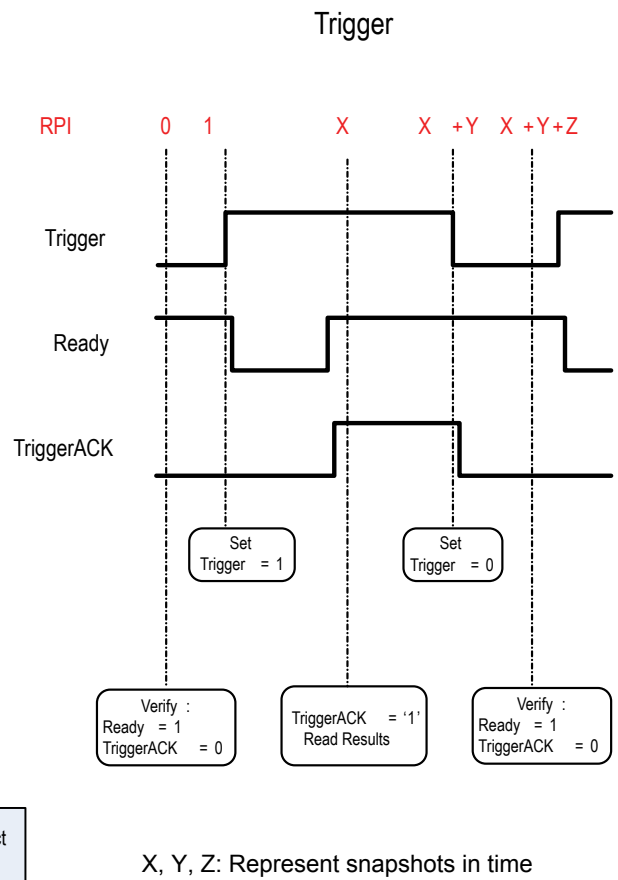 Trigger
RPI 0 1 X X +Y X +Y+Z
Trigger
Ready
TriggerACK
Set
Trigger = 1
Set
Trigger = 0
Verify :
Ready = 1
TriggerACK = 0
TriggerACK = ‘1’
Read Results
Verify :
Ready = 1
TriggerACK = 0
X, Y, Z: Represent snapshots in time